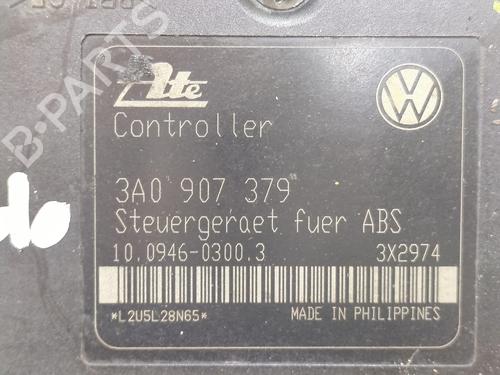 Ate
Controller
3A0 907 379
Steuergeraet fuer ABS
10.0946-0300.3 3X2974
*L2U5L28N65* MADE IN PHILIPPINES
B-PARTS